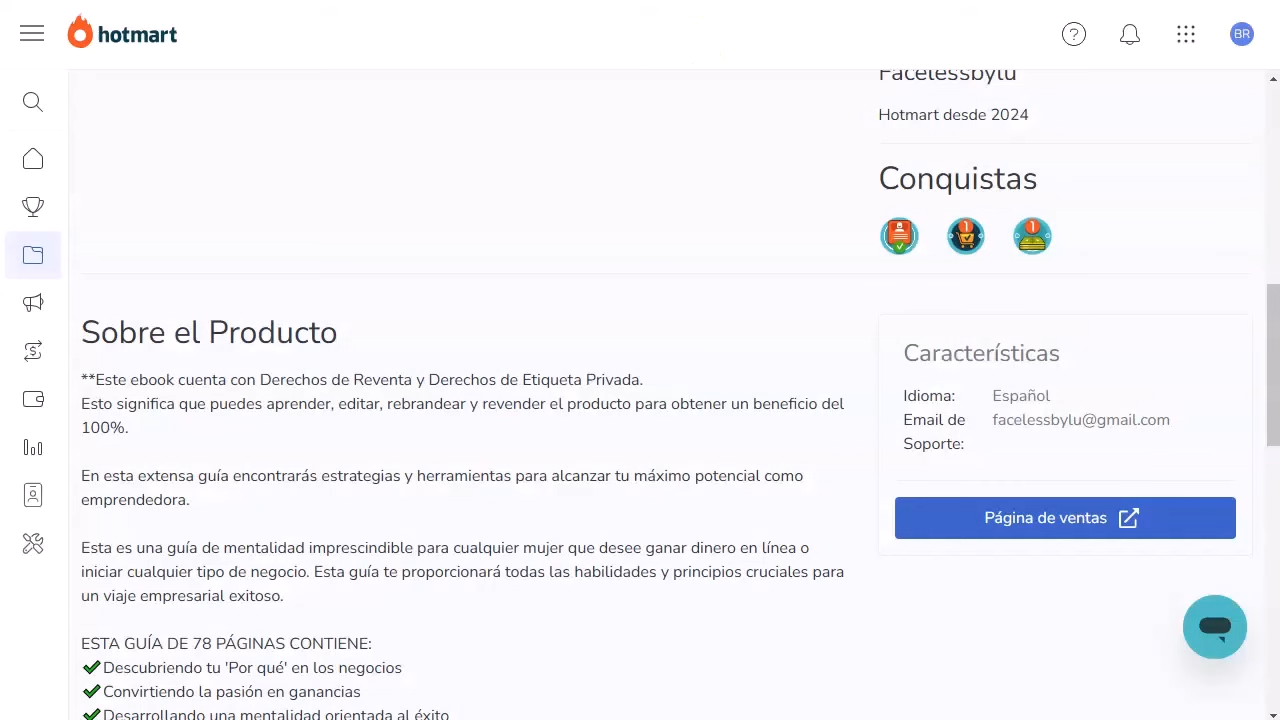 hotmart
?
BR
Facelessbylu
Hotmart desde 2024
Conquistas
1
1
Sobre el Producto
**Este ebook cuenta con Derechos de Reventa y Derechos de Etiqueta Privada.
Esto significa que puedes aprender, editar, rebrandear y revender el producto para obtener un beneficio del
100%.
En esta extensa guía encontrarás estrategias y herramientas para alcanzar tu máximo potencial como
emprendedora.
Esta es una guía de mentalidad imprescindible para cualquier mujer que desee ganar dinero en línea o
iniciar cualquier tipo de negocio. Esta guía te proporcionará todas las habilidades y principios cruciales para
un viaje empresarial exitoso.
ESTA GUÍA DE 78 PÁGINAS CONTIENE:
✔Descubriendo tu 'Por qué' en los negocios
✔Convirtiendo la pasión en ganancias
✔Desarrollando una mentalidad orientada al éxito
Características
Idioma: Español
Email de facelessbylu@gmail.com
Soporte:
Página de ventas